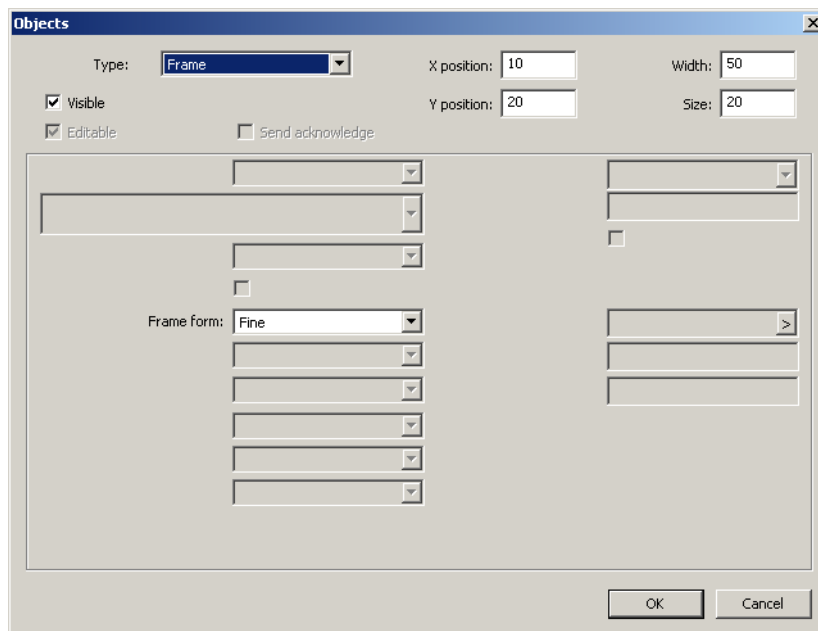 Objects
Type: Frame X position: 10 Width: 50
Visible Y position: 20 Size: 20
Editable Send acknowledge
Frame form: Fine >
OK Cancel